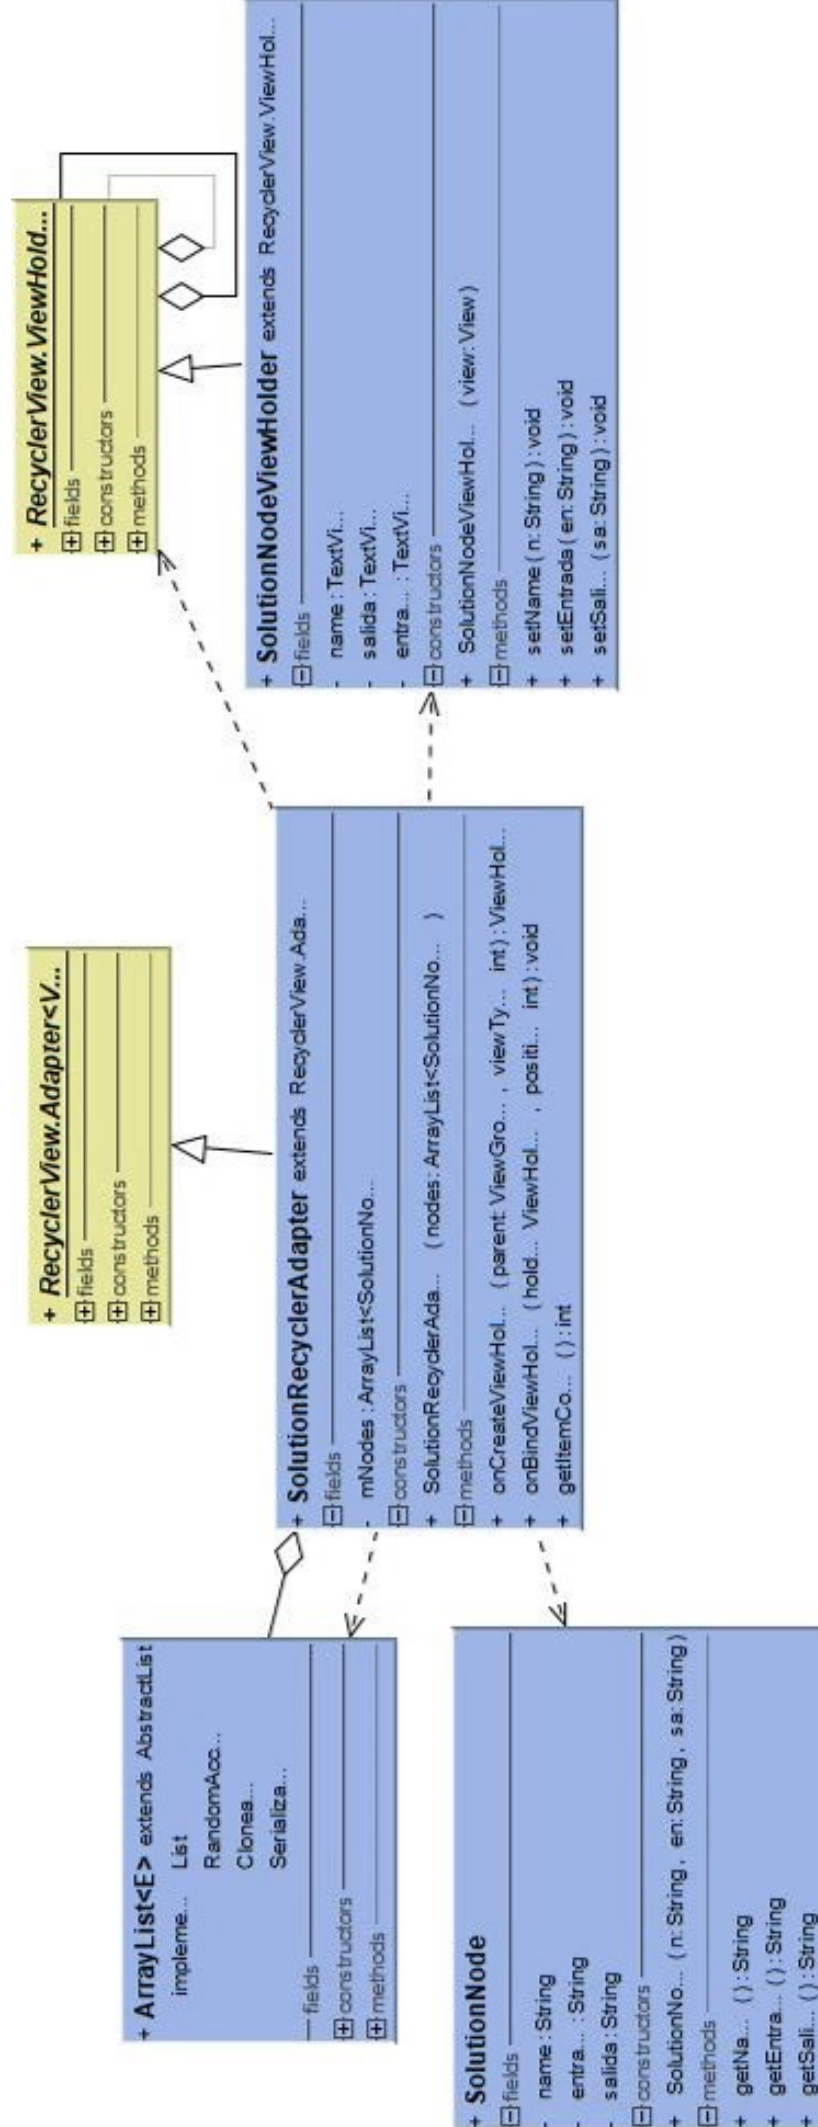 + ArrayList<E> extends AbstractList
impleme... List
RandomAcc...
Clonea...
Serializa...
fields
constructors
methods
+ SolutionNode
fields
- name : String
- entra... : String
- salida : String
constructors
+ SolutionNo... ( n: String , en: String , sa: String )
methods
+ getNa... ( ) : String
+ getEntra... ( ) : String
+ getSali... ( ) : String
+ RecyclerView.Adapter<V...
fields
constructors
methods
+ SolutionRecyclerAdapter extends RecyclerView.Ada...
fields
- mNodes : ArrayList<SolutionNo...
constructors
+ SolutionRecyclerAda... ( nodes : ArrayList<SolutionNo... )
methods
+ onCreateViewHol... ( parent: ViewGro... , viewTy... int ) : ViewHol...
+ onBindViewHol... ( hold... ViewHol... , positi... int ) : void
+ getItemCo... ( ) : int
+ RecyclerView.ViewHold...
fields
constructors
methods
+ SolutionNodeViewHolder extends RecyclerView.ViewHol...
fields
- name : TextVi...
- salida : TextVi...
- entra... : TextVi...
constructors
+ SolutionNodeViewHol... ( view : View )
methods
+ setName ( n: String ) : void
+ setEntrada ( en: String ) : void
+ setSali... ( sa: String ) : void